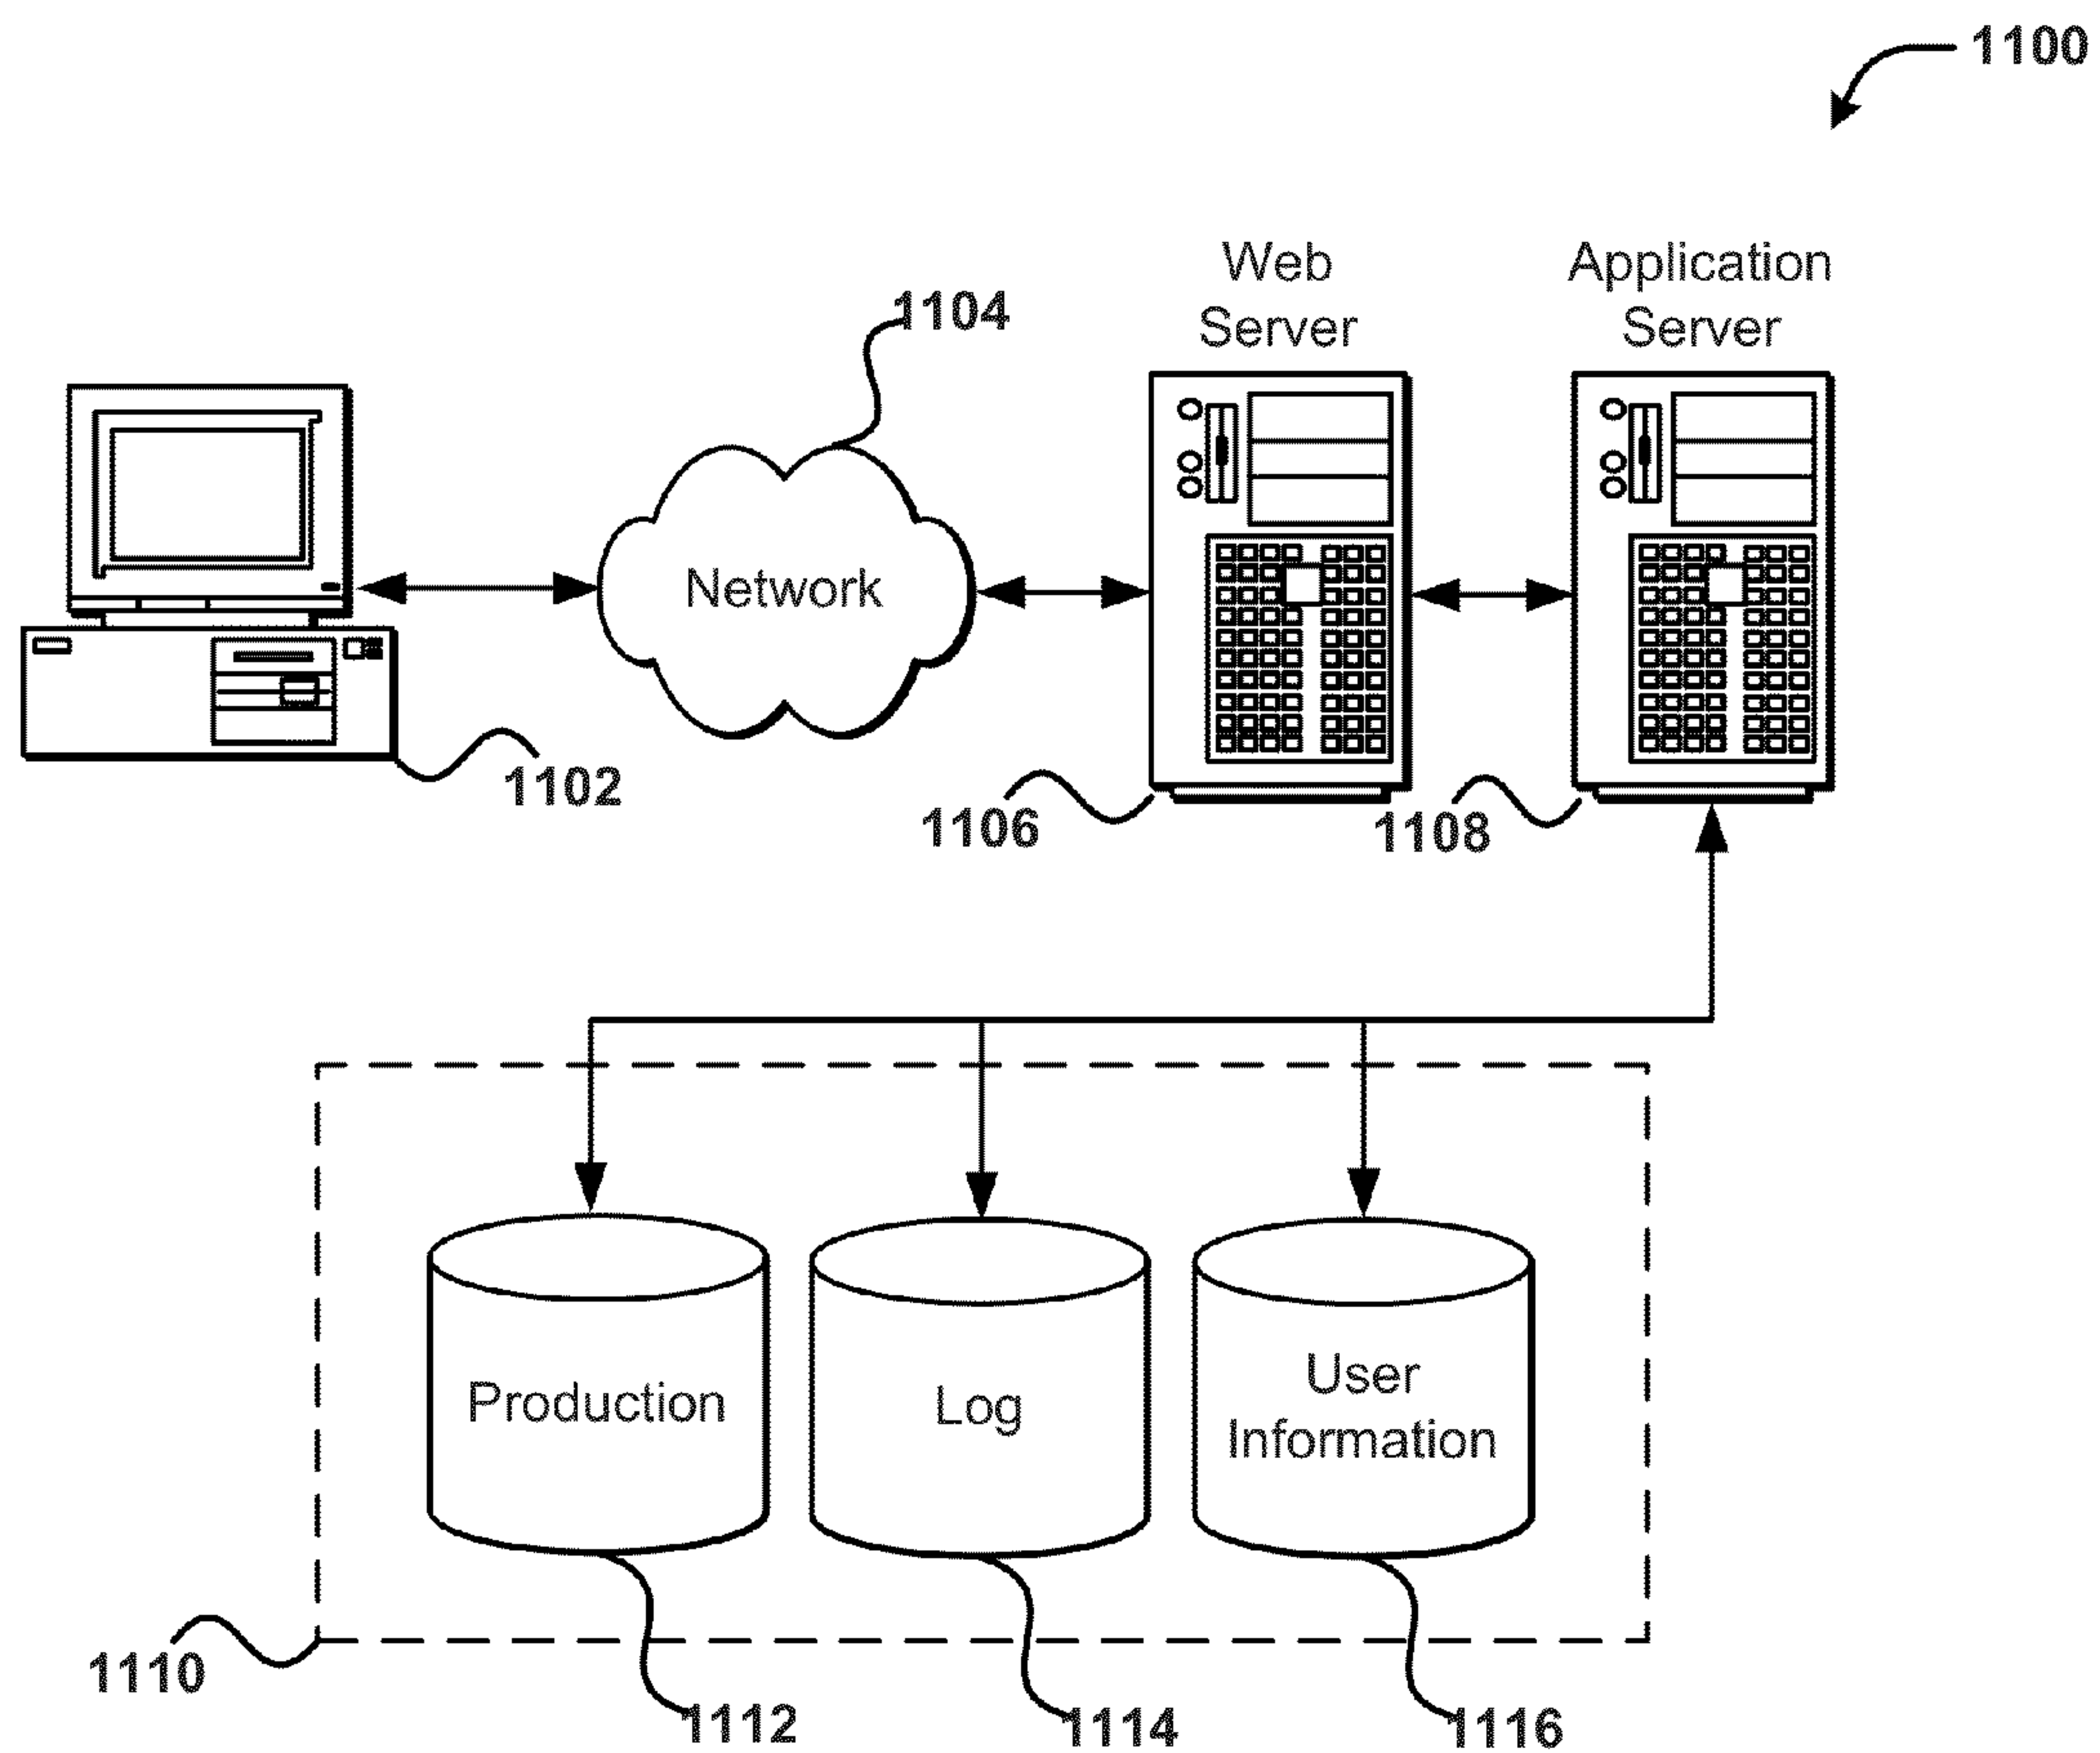 1100
Web
Server
Application
Server
1104
Network
1102
1106
1108
Production
Log
User
Information
1110
1112
1114
1116